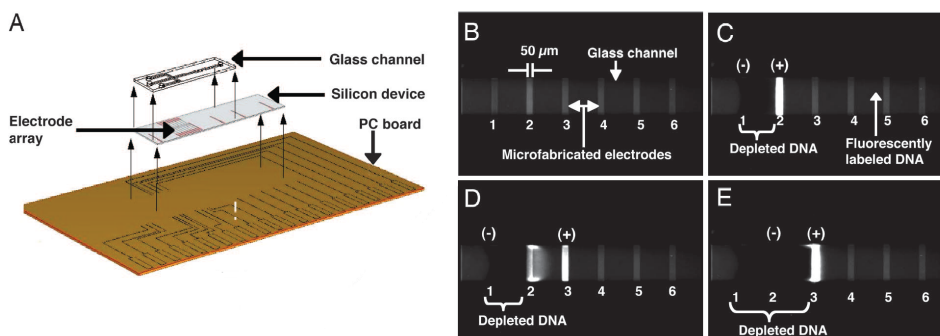 A
Glass channel
Silicon device
Electrode
array
PC board
B
50 µm
Glass channel
1 2 3 4 5 6
Microfabricated electrodes
C
(-) (+)
1 2 3 4 5 6
Depleted DNA
Fluorescently
labeled DNA
D
(-) (+)
1 2 3 4 5 6
Depleted DNA
E
(-) (+)
1 2 3 4 5 6
Depleted DNA